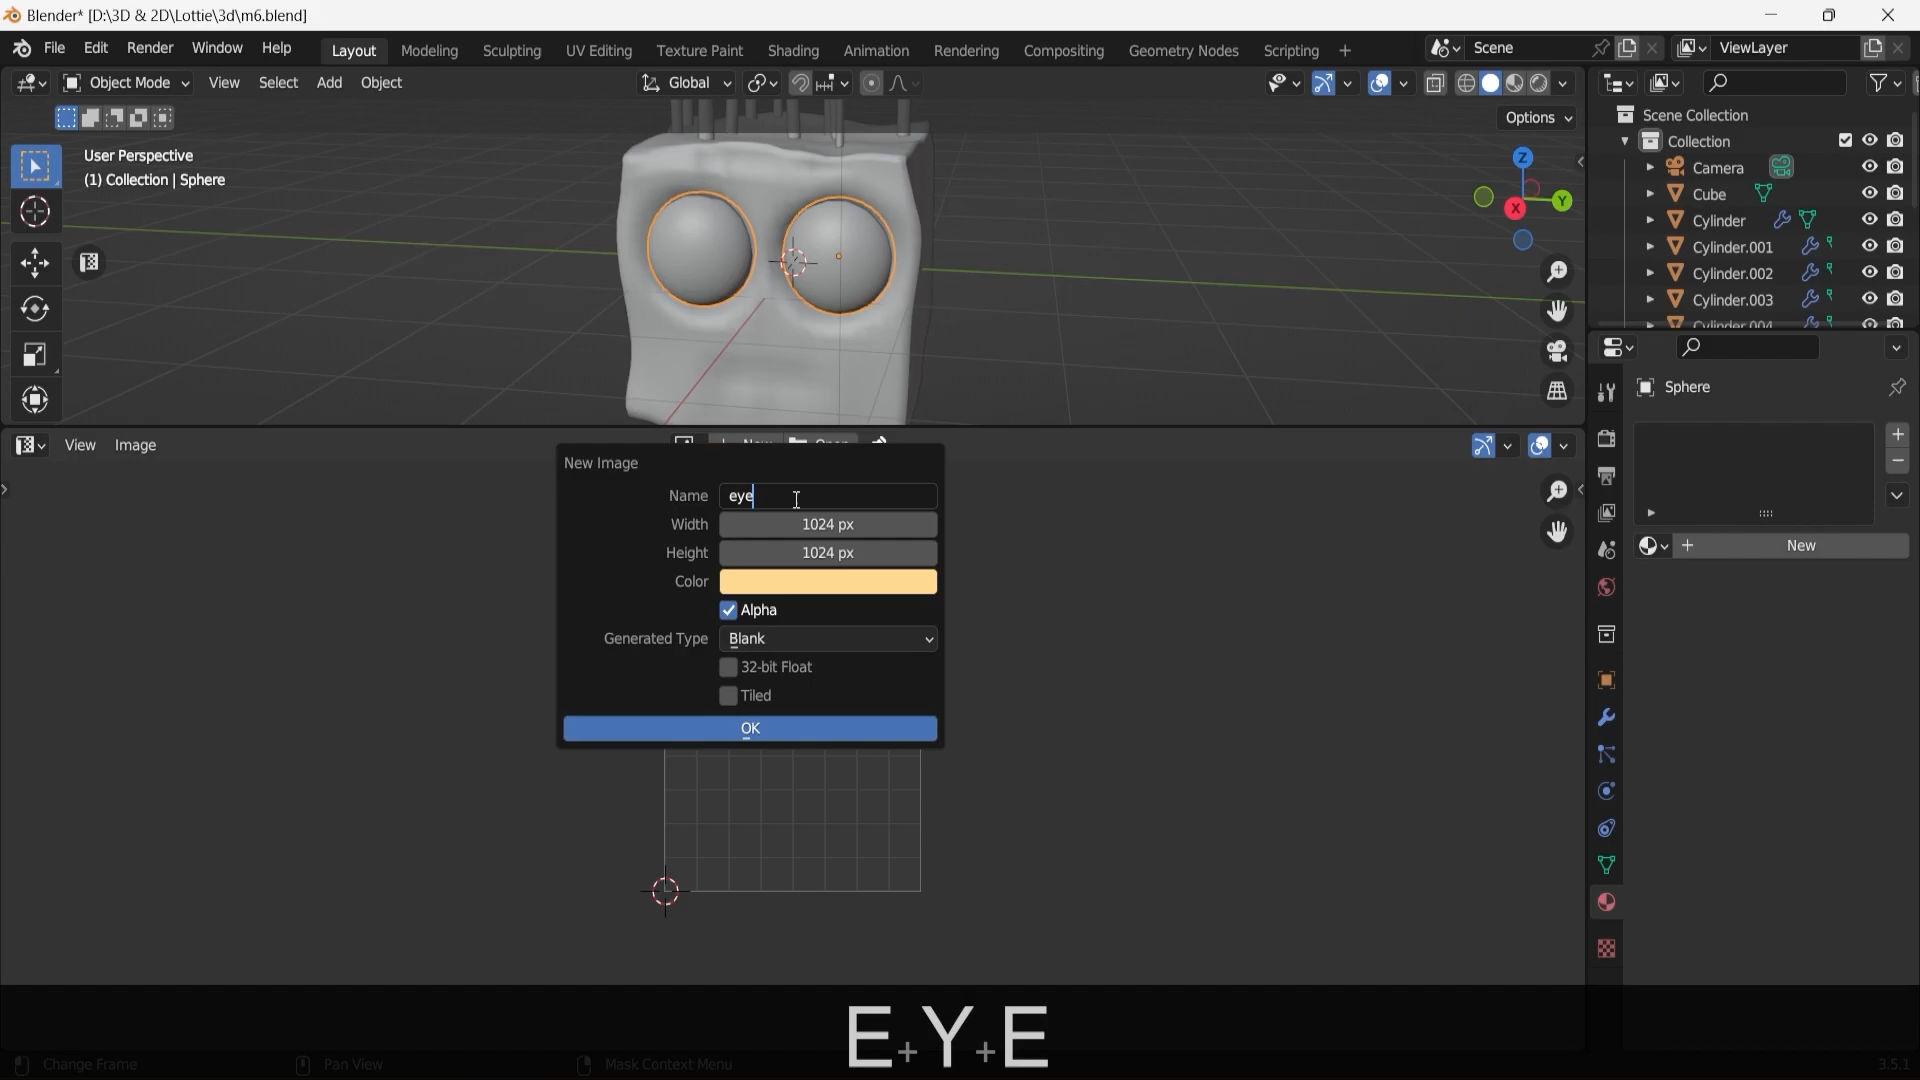 Blender* [D:\3D & 2D\Lottie\3d\m6.blend]
File Edit Render Window Help Layout Modeling Sculpting UV Editing Texture Paint Shading Animation Rendering Compositing Geometry Nodes Scripting + Scene ViewLayer
Object Mode View Select Add Object Global
Options
User Perspective
(1) Collection | Sphere
Z
Y
X
Scene Collection
Collection
Camera
Cube
Cylinder
Cylinder.001
Cylinder.002
Cylinder.003
Cylinder.004
Sphere
New
View Image New Open
New Image
Name eye
Width 1024 px
Height 1024 px
Color
Alpha
Generated Type Blank
32-bit Float
Tiled
OK
E+Y+E
Change Frame Pan View Mask Context Menu 3.5.1